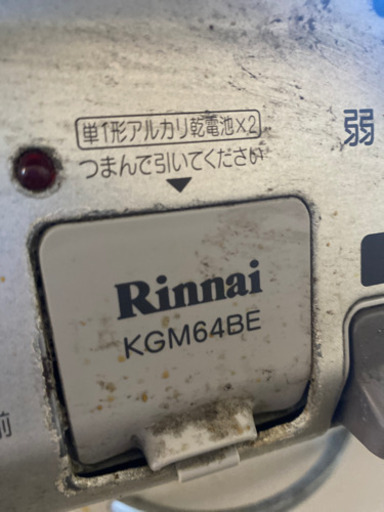 単1形アルカリ乾電池×2
つまんで引いてください
弱
Rinnai
KGM64BE
前